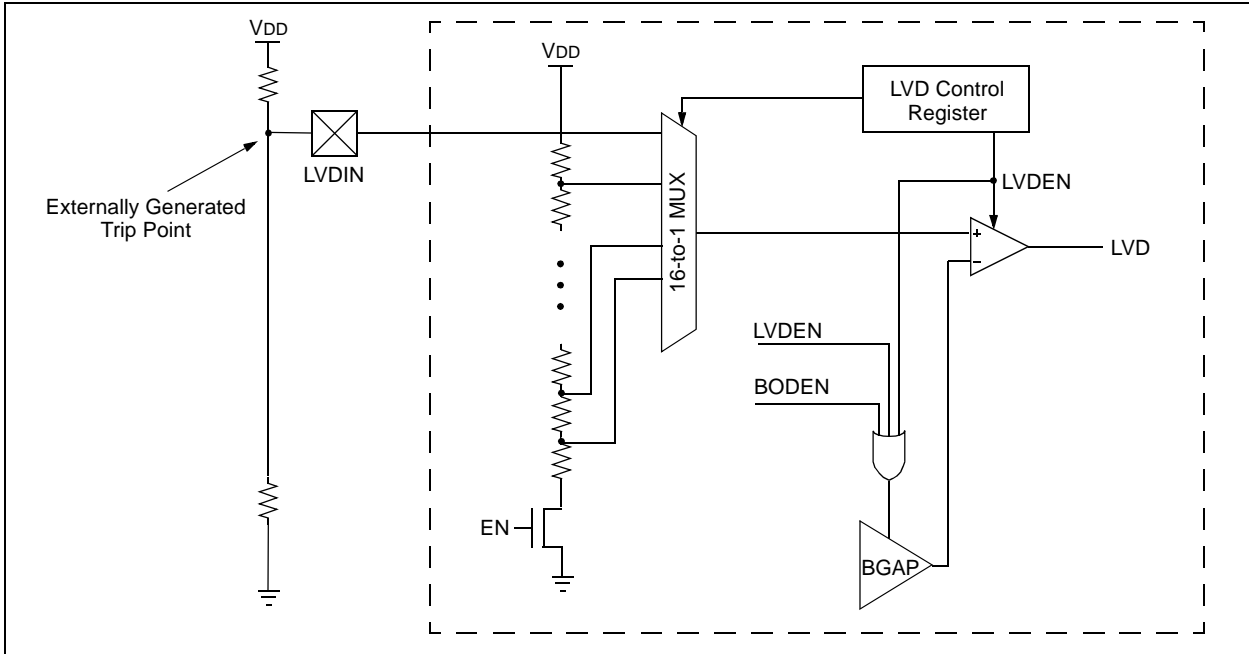 VDD
VDD
LVD Control
Register
LVDIN
16-to-1 MUX
LVDEN
Externally Generated
Trip Point
+
−
LVD
LVDEN
BODEN
EN
BGAP